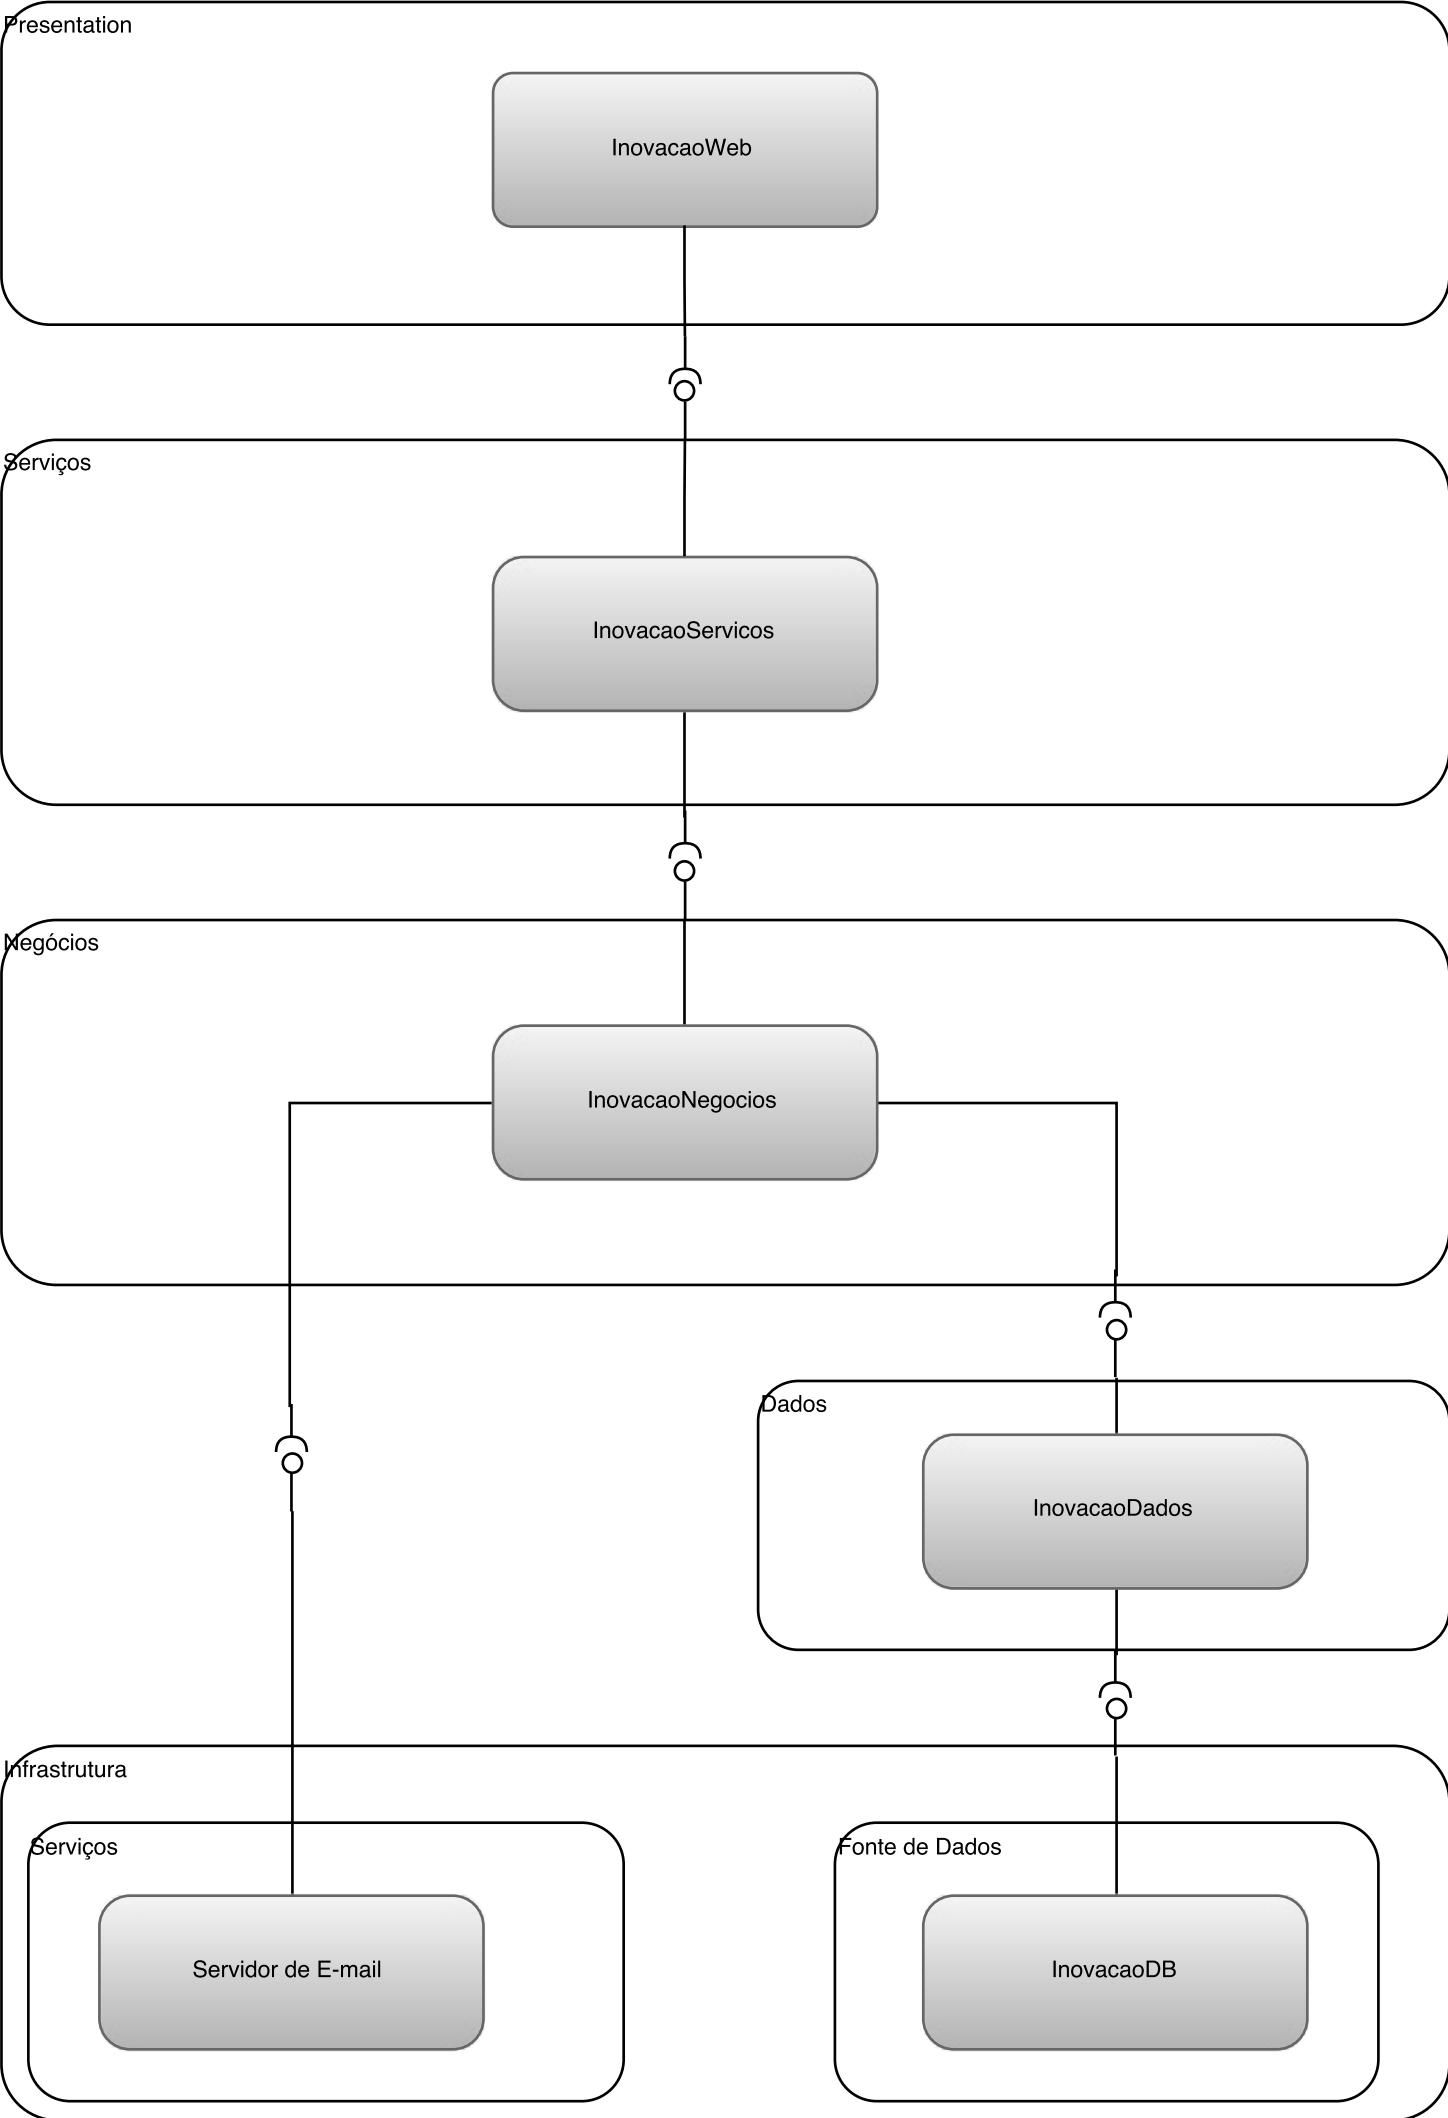 Presentation
InovacaoWeb
Serviços
InovacaoServicos
Negócios
InovacaoNegocios
Dados
InovacaoDados
Infrastrutura
Serviços
Fonte de Dados
Servidor de E-mail
InovacaoDB